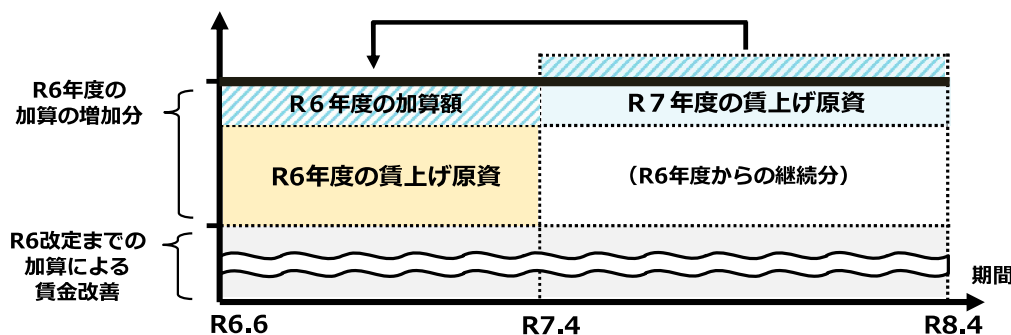 R6年度の
加算の増加分
R6年度の加算額
R7年度の賃上げ原資
R6年度の賃上げ原資
（R6年度からの継続分）
R6改定までの
加算による
賃金改善
期間
R6.6
R7.4
R8.4